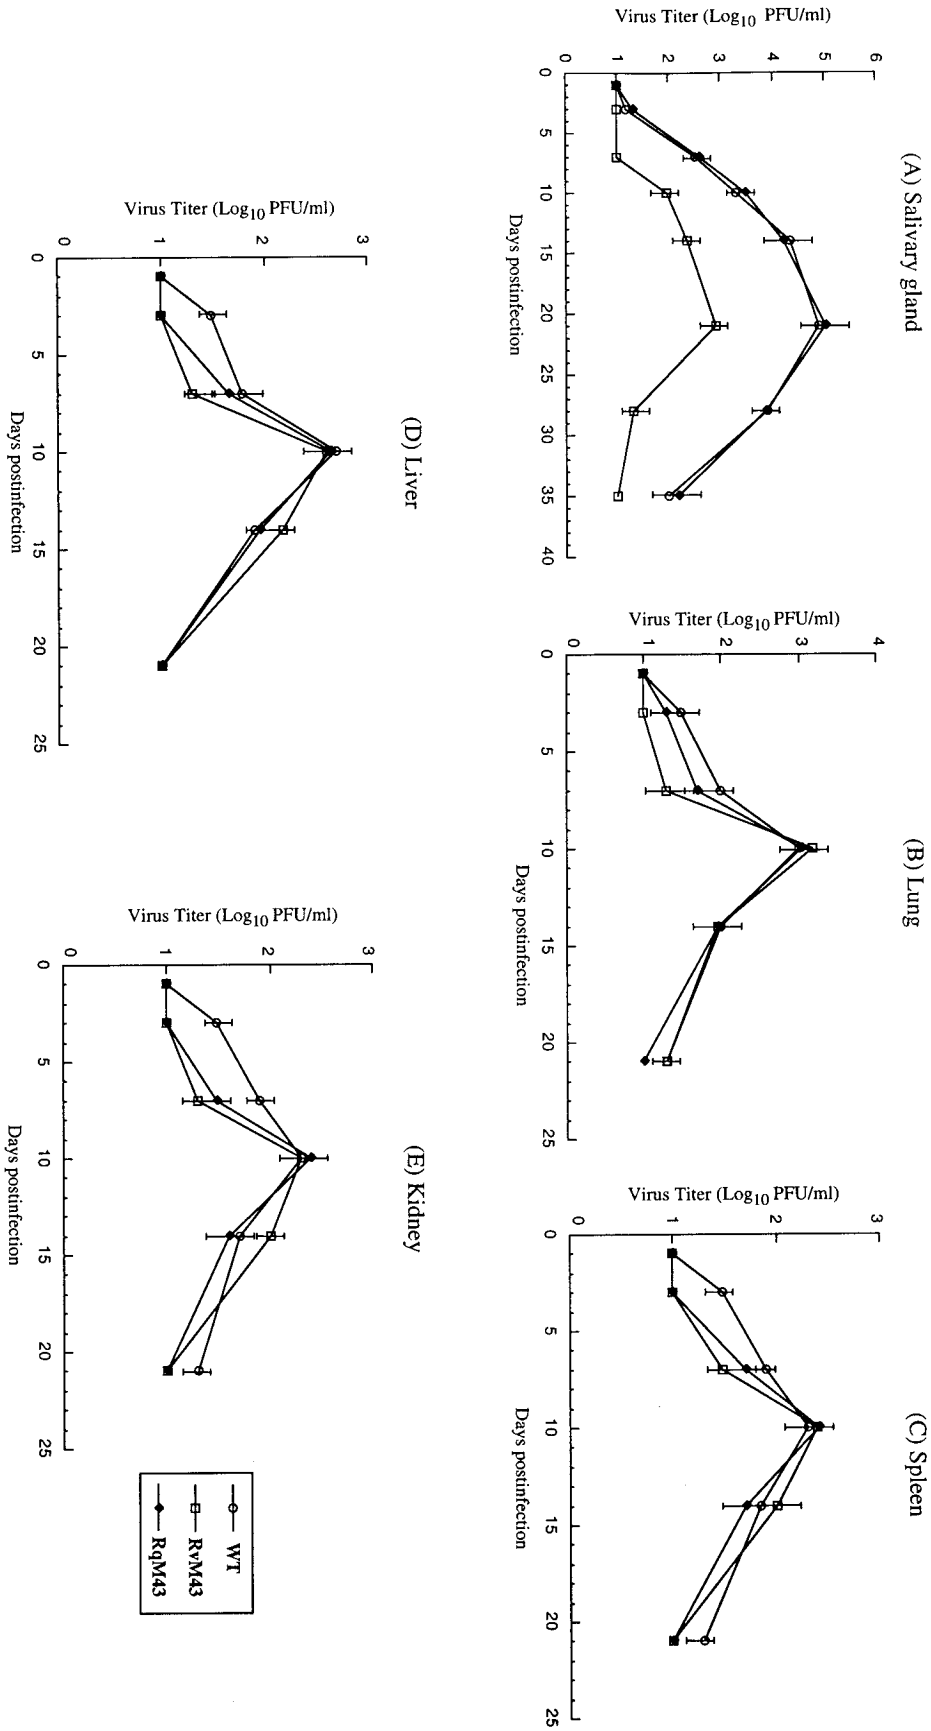 (A) Salivary gland
Virus Titer (Log10 PFU/ml)
6
5
4
3
2
1
0
0 5 10 15 20 25 30 35 40
Days postinfection
(B) Lung
Virus Titer (Log10 PFU/ml)
4
3
2
1
0
0 5 10 15 20 25
Days postinfection
(C) Spleen
Virus Titer (Log10 PFU/ml)
3
2
1
0
0 5 10 15 20 25
Days postinfection
(D) Liver
Virus Titer (Log10 PFU/ml)
3
2
1
0
0 5 10 15 20 25
Days postinfection
(E) Kidney
Virus Titer (Log10 PFU/ml)
3
2
1
0
0 5 10 15 20 25
Days postinfection
WT
RvM43
RqM43